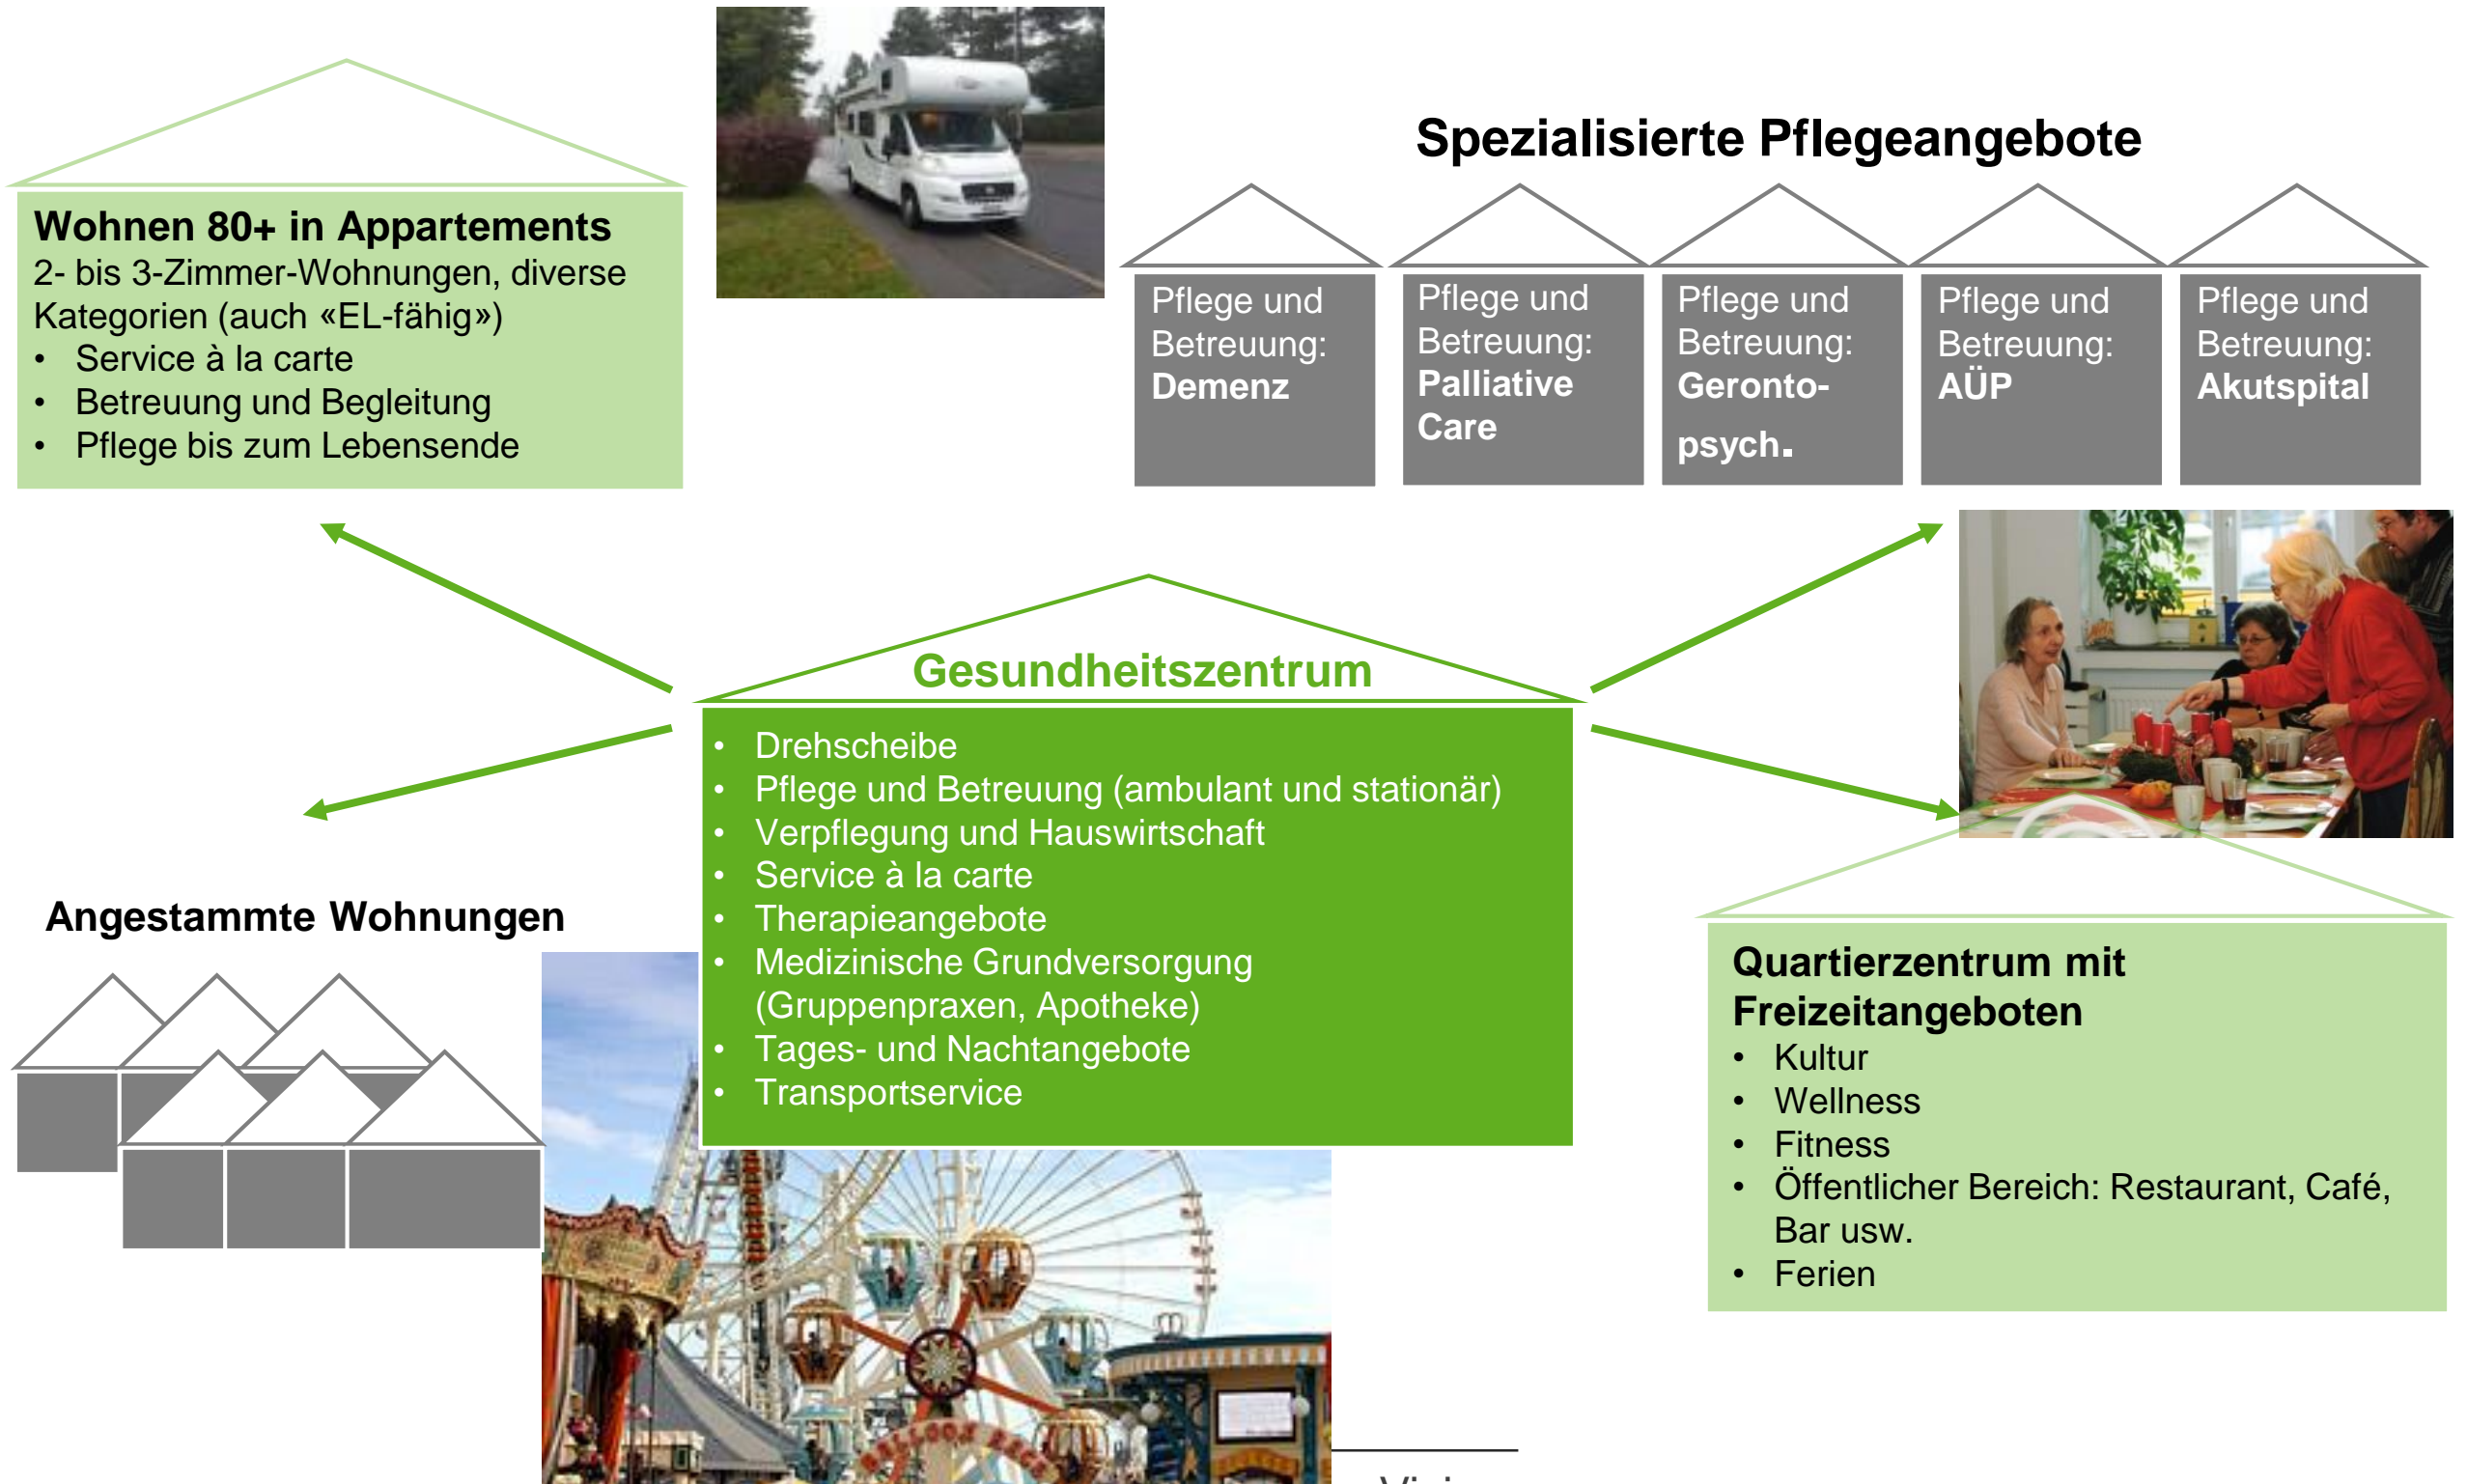 Spezialisierte Pflegeangebote
Wohnen 80+ in Appartements
2- bis 3-Zimmer-Wohnungen, diverse
Kategorien (auch «EL-fähig»)
• Service à la carte
• Betreuung und Begleitung
• Pflege bis zum Lebensende
Pflege und
Betreuung:
Demenz
Pflege und
Betreuung:
Palliative
Care
Pflege und
Betreuung:
Geronto-
psych.
Pflege und
Betreuung:
AÜP
Pflege und
Betreuung:
Akutspital
Gesundheitszentrum
• Drehscheibe
• Pflege und Betreuung (ambulant und stationär)
• Verpflegung und Hauswirtschaft
• Service à la carte
• Therapieangebote
• Medizinische Grundversorgung
(Gruppenpraxen, Apotheke)
• Tages- und Nachtangebote
• Transportservice
Angestammte Wohnungen
Quartierzentrum mit
Freizeitangeboten
• Kultur
• Wellness
• Fitness
• Öffentlicher Bereich: Restaurant, Café,
Bar usw.
• Ferien